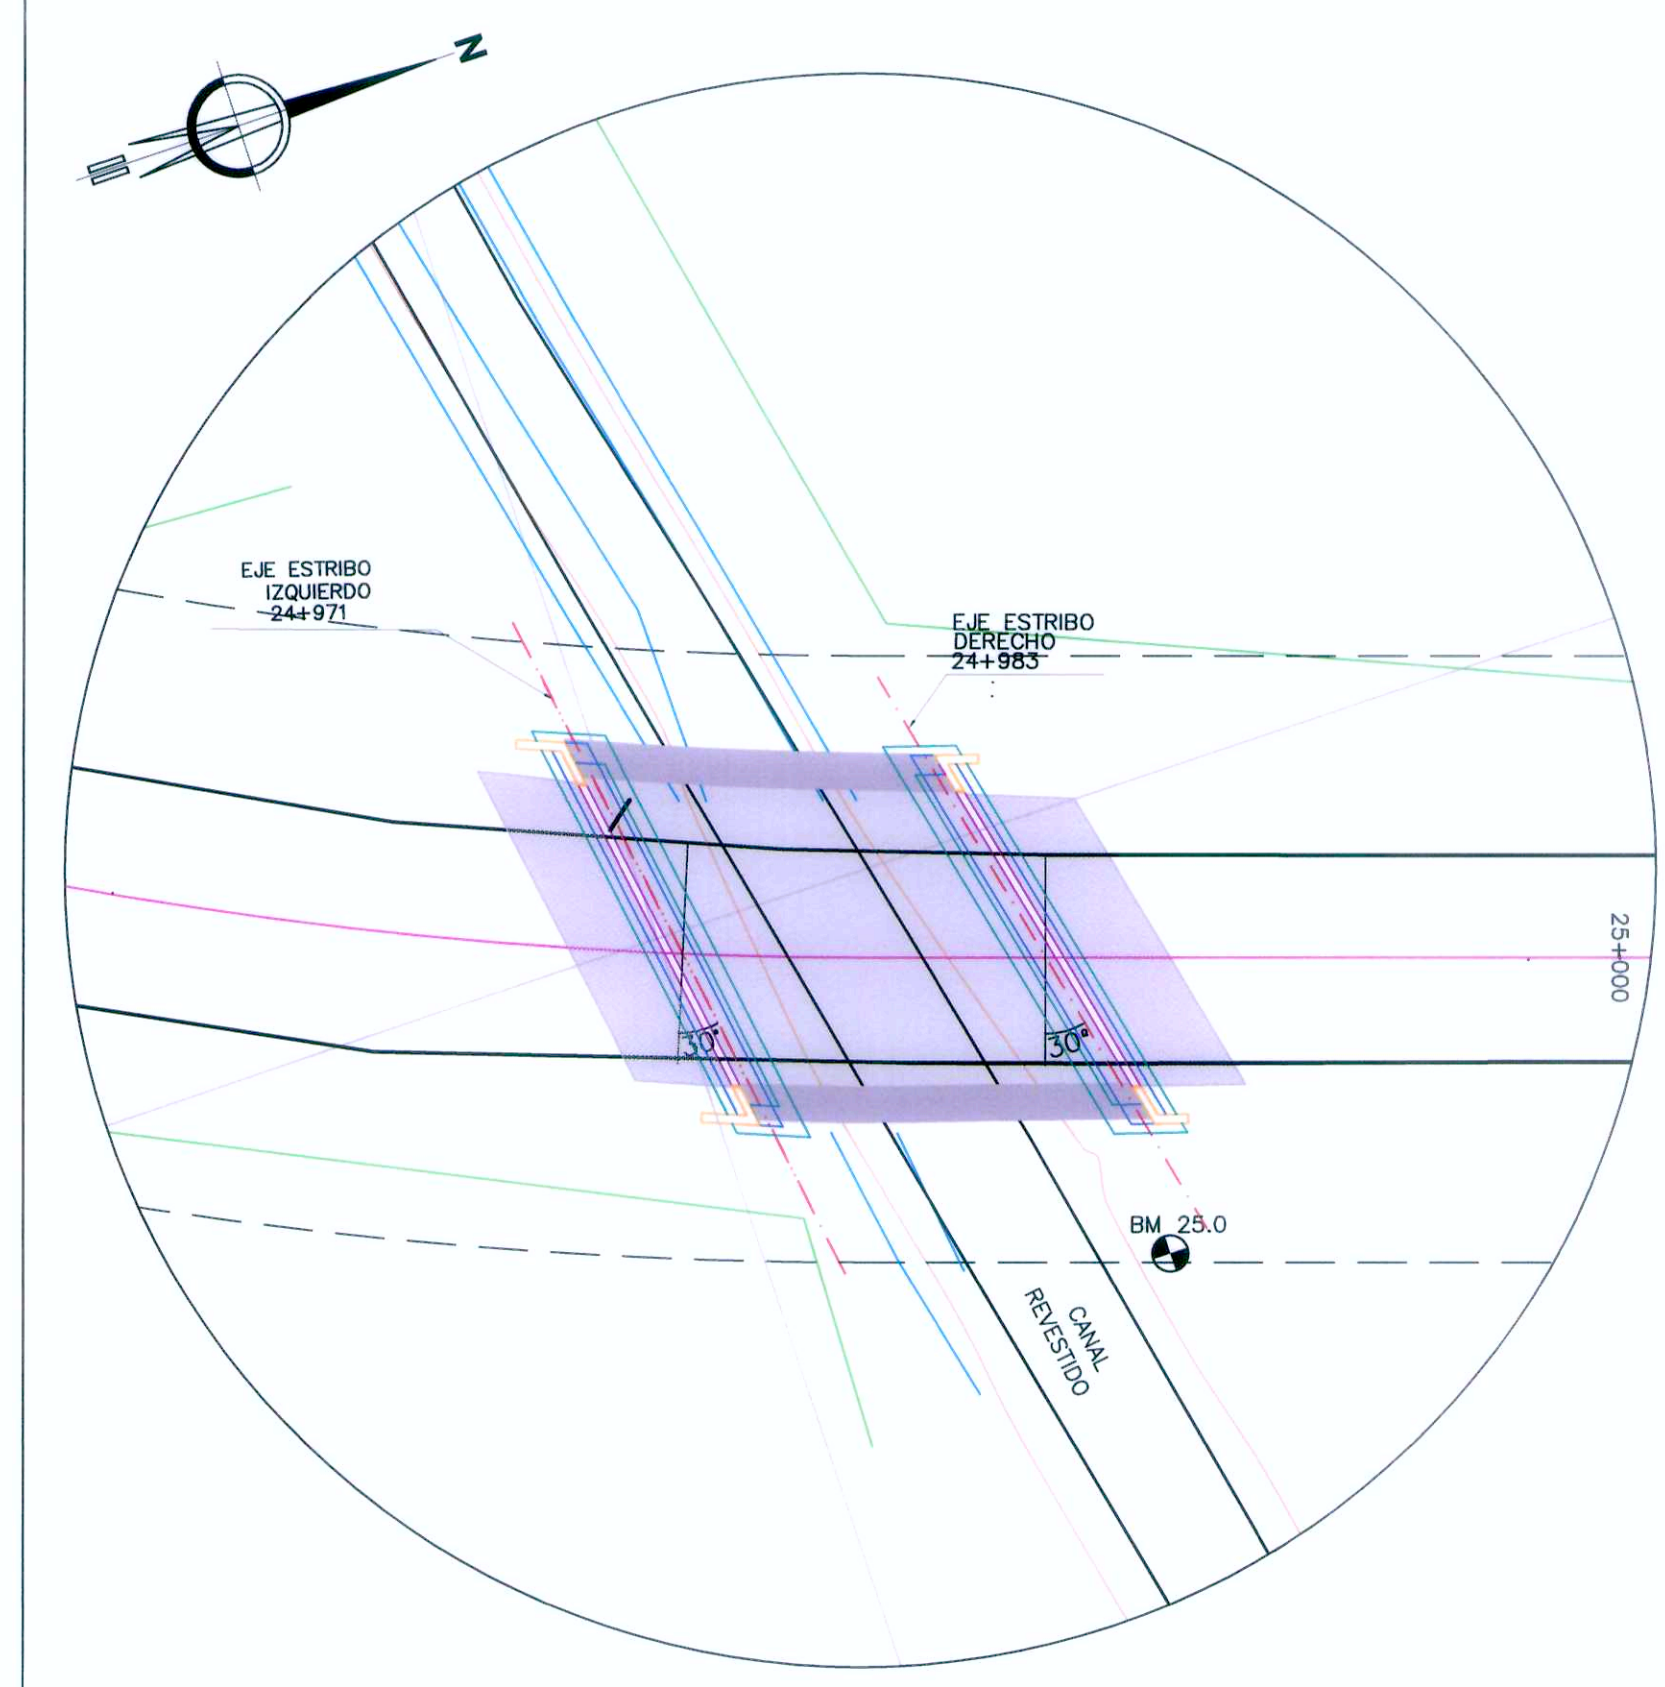 N
EJE ESTRIBO
IZQUIERDO
24+971
EJE ESTRIBO
DERECHO
24+983
25+000
30°
30°
BM 25.0
CANAL
REVESTIDO